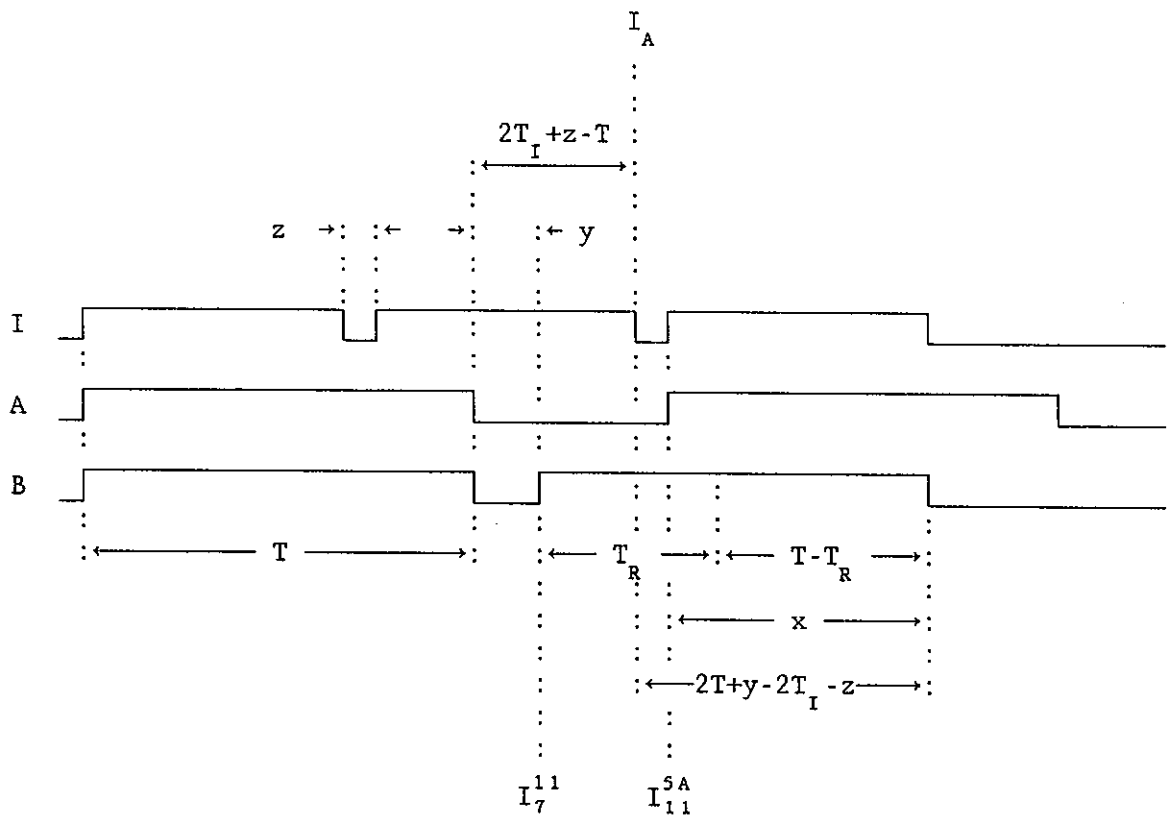 I_A
2T_I+z-T
z → ← → ← y
I
A
B
← T → ← T_R → ← T-T_R →
← x →
←2T+y-2T_I-z→
I_7^11 I_11^5A